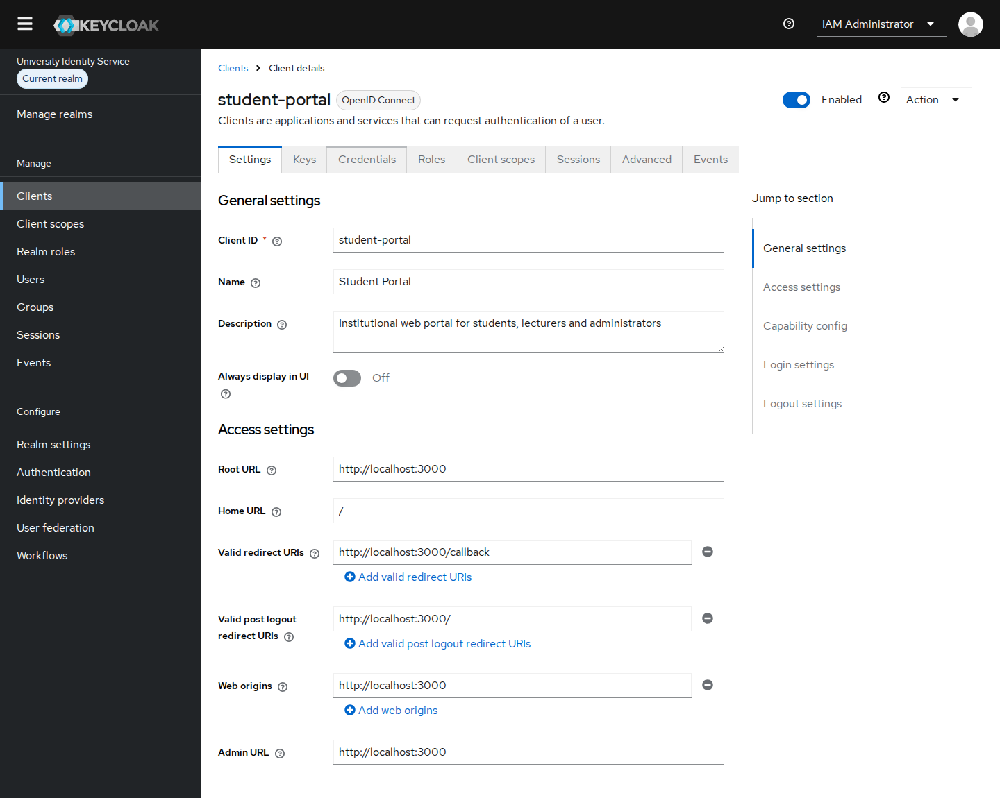 KEYCLOAK
IAM Administrator
University Identity Service
Current realm
Manage realms
Manage
Clients
Client scopes
Realm roles
Users
Groups
Sessions
Events
Configure
Realm settings
Authentication
Identity providers
User federation
Workflows
Clients Client details
student-portal OpenID Connect
Enabled Action
Clients are applications and services that can request authentication of a user.
Settings Keys Credentials Roles Client scopes Sessions Advanced Events
General settings
Client ID * student-portal
Name Student Portal
Description Institutional web portal for students, lecturers and administrators
Always display in UI Off
Access settings
Root URL http://localhost:3000
Home URL /
Valid redirect URIs http://localhost:3000/callback
Add valid redirect URIs
Valid post logout
redirect URIs http://localhost:3000/
Add valid post logout redirect URIs
Web origins http://localhost:3000
Add web origins
Admin URL http://localhost:3000
Jump to section
General settings
Access settings
Capability config
Login settings
Logout settings